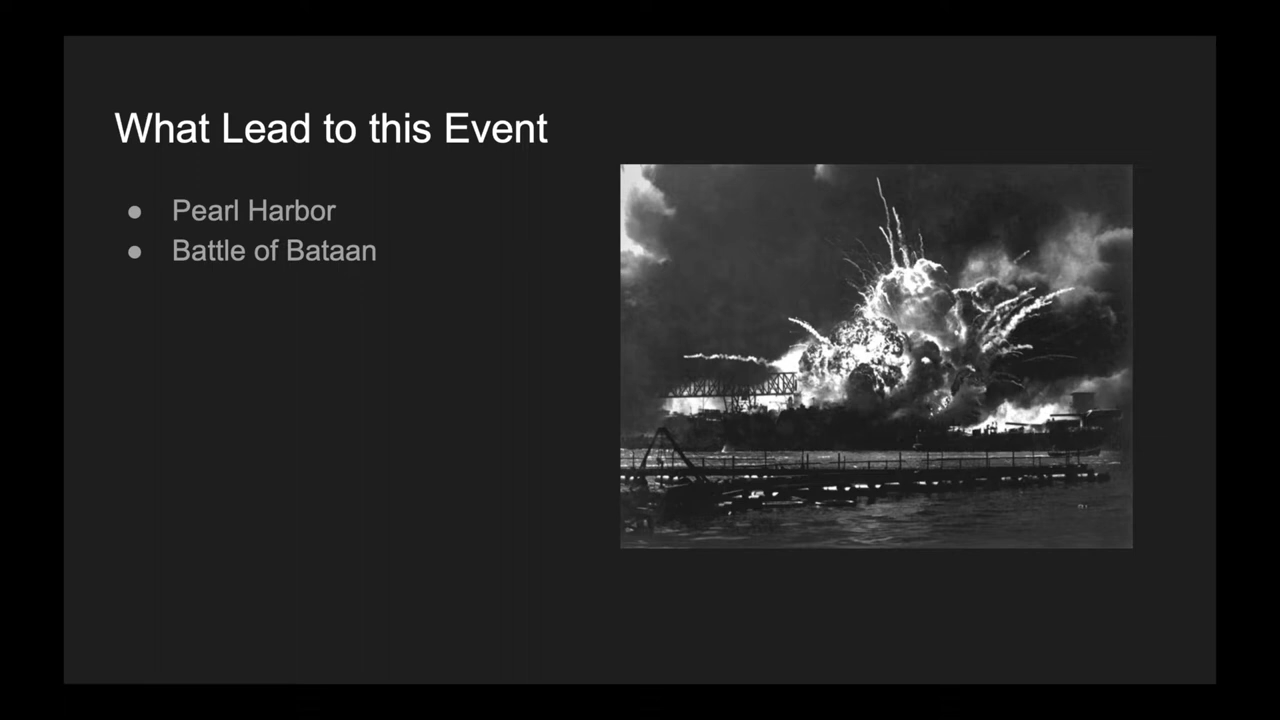 What Lead to this Event
● Pearl Harbor
● Battle of Bataan